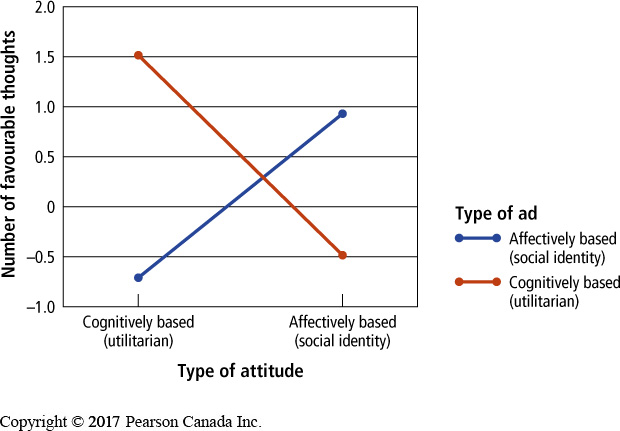 Number of favourable thoughts
2.0
1.5
1.0
0.5
0
–0.5
–1.0
Cognitively based
(utilitarian)
Affectively based
(social identity)
Type of attitude
Type of ad
Affectively based
(social identity)
Cognitively based
(utilitarian)
Copyright © 2017 Pearson Canada Inc.